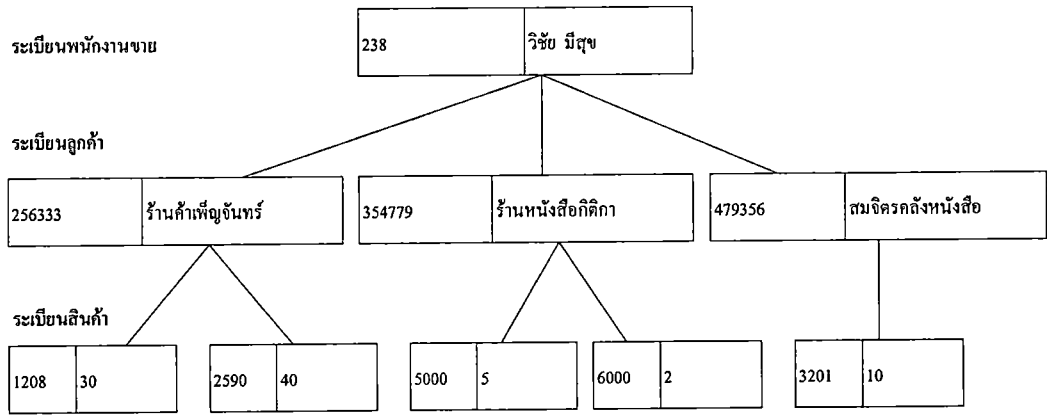 ระเบียนพนักงานขาย
238 วิชัย มีสุข
ระเบียนลูกค้า
256333 ร้านค้าเพ็ญจันทร์ 354779 ร้านหนังสือกิติกา 479356 สมจิตรคลังหนังสือ
ระเบียนสินค้า
1208 30 2590 40 5000 5 6000 2 3201 10